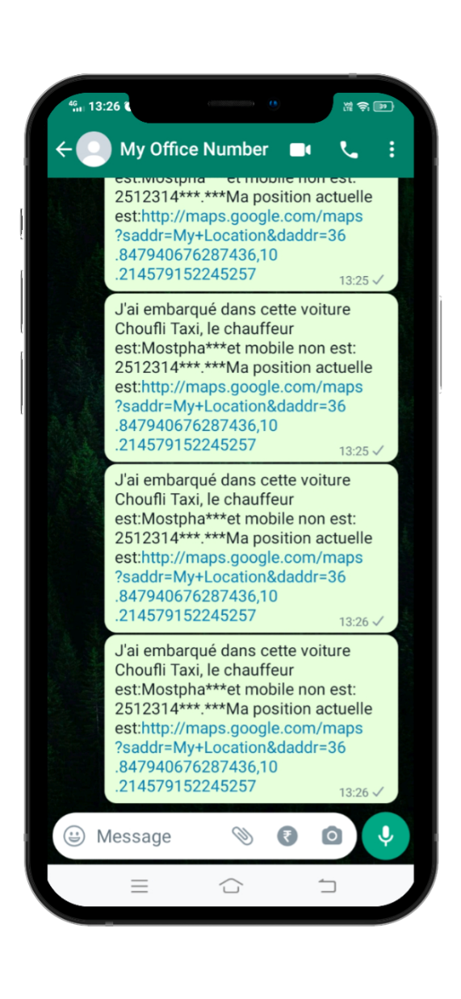 4G 13:26
VoI LTE 39
My Office Number
est:Mostpha***et mobile non est:
2512314***.***Ma position actuelle
est:http://maps.google.com/maps
?saddr=My+Location&daddr=36
.847940676287436,10
.214579152245257
13:25
J'ai embarqué dans cette voiture
Choufli Taxi, le chauffeur
est:Mostpha***et mobile non est:
2512314***.***Ma position actuelle
est:http://maps.google.com/maps
?saddr=My+Location&daddr=36
.847940676287436,10
.214579152245257
13:25
J'ai embarqué dans cette voiture
Choufli Taxi, le chauffeur
est:Mostpha***et mobile non est:
2512314***.***Ma position actuelle
est:http://maps.google.com/maps
?saddr=My+Location&daddr=36
.847940676287436,10
.214579152245257
13:26
J'ai embarqué dans cette voiture
Choufli Taxi, le chauffeur
est:Mostpha***et mobile non est:
2512314***.***Ma position actuelle
est:http://maps.google.com/maps
?saddr=My+Location&daddr=36
.847940676287436,10
.214579152245257
13:26
Message ₹